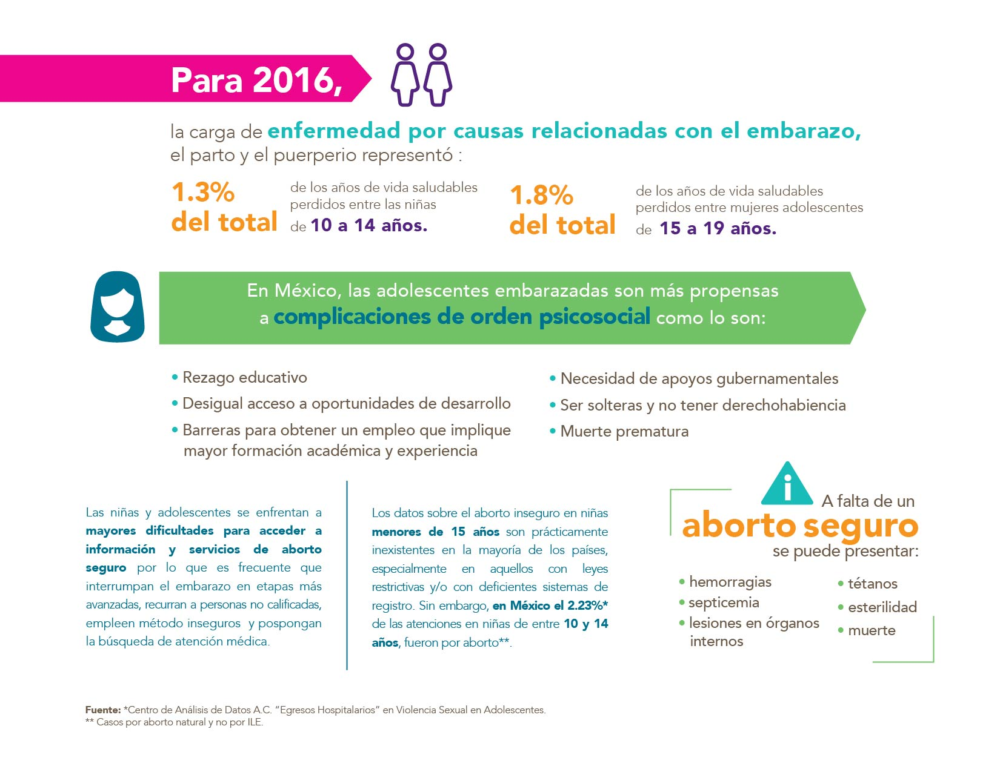 Para 2016,
la carga de enfermedad por causas relacionadas con el embarazo,
el parto y el puerperio representó :
1.3%
del total
de los años de vida saludables
perdidos entre las niñas
de 10 a 14 años.
1.8%
del total
de los años de vida saludables
perdidos entre mujeres adolescentes
de 15 a 19 años.
En México, las adolescentes embarazadas son más propensas
a complicaciones de orden psicosocial como lo son:
• Rezago educativo
• Desigual acceso a oportunidades de desarrollo
• Barreras para obtener un empleo que implique
mayor formación académica y experiencia
• Necesidad de apoyos gubernamentales
• Ser solteras y no tener derechohabiencia
• Muerte prematura
Las niñas y adolescentes se enfrentan a
mayores dificultades para acceder a
información y servicios de aborto
seguro por lo que es frecuente que
interrumpan el embarazo en etapas más
avanzadas, recurran a personas no calificadas,
empleen método inseguros y pospongan
la búsqueda de atención médica.
Los datos sobre el aborto inseguro en niñas
menores de 15 años son prácticamente
inexistentes en la mayoría de los países,
especialmente en aquellos con leyes
restrictivas y/o con deficientes sistemas de
registro. Sin embargo, en México el 2.23%*
de las atenciones en niñas de entre 10 y 14
años, fueron por aborto**.
i
A falta de un
aborto seguro
se puede presentar:
• hemorragias
• septicemia
• lesiones en órganos
internos
• tétanos
• esterilidad
• muerte
Fuente: *Centro de Análisis de Datos A.C. “Egresos Hospitalarios” en Violencia Sexual en Adolescentes.
** Casos por aborto natural y no por ILE.